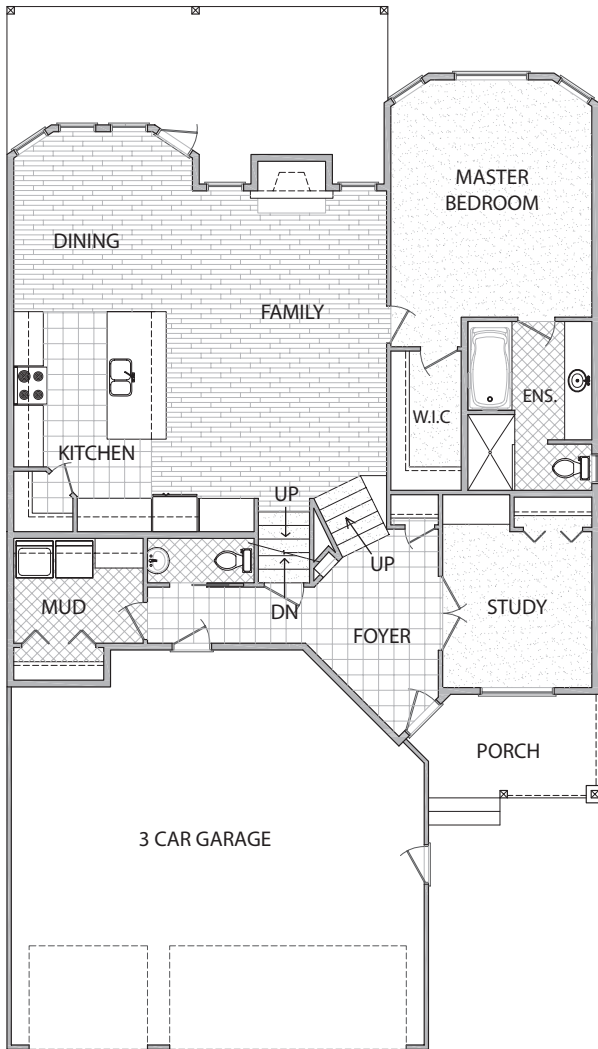 MASTER
BEDROOM
DINING
FAMILY
ENS.
W.I.C
KITCHEN
UP
UP
MUD
DN
STUDY
FOYER
PORCH
3 CAR GARAGE